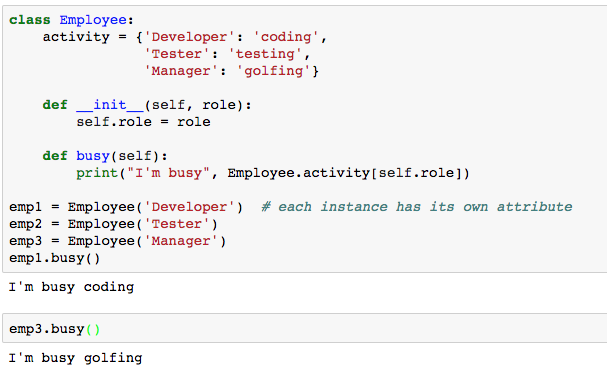 class Employee:
    activity = {'Developer': 'coding',
                'Tester': 'testing',
                'Manager': 'golfing'}

    def __init__(self, role):
        self.role = role

    def busy(self):
        print("I'm busy", Employee.activity[self.role])

emp1 = Employee('Developer')  # each instance has its own attribute
emp2 = Employee('Tester')
emp3 = Employee('Manager')
emp1.busy()
I'm busy coding
emp3.busy()
I'm busy golfing